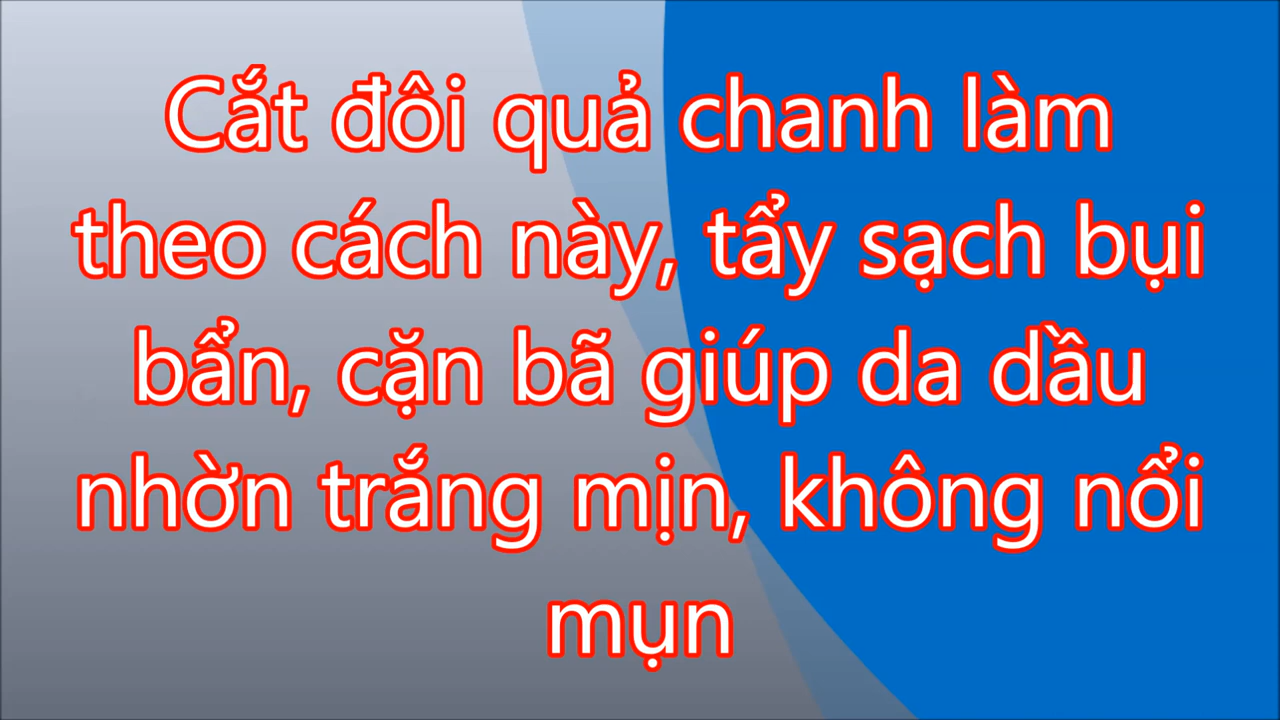 Cắt đôi quả chanh làm
theo cách này, tẩy sạch bụi
bẩn, cặn bã giúp da dầu
nhờn trắng mịn, không nổi
mụn